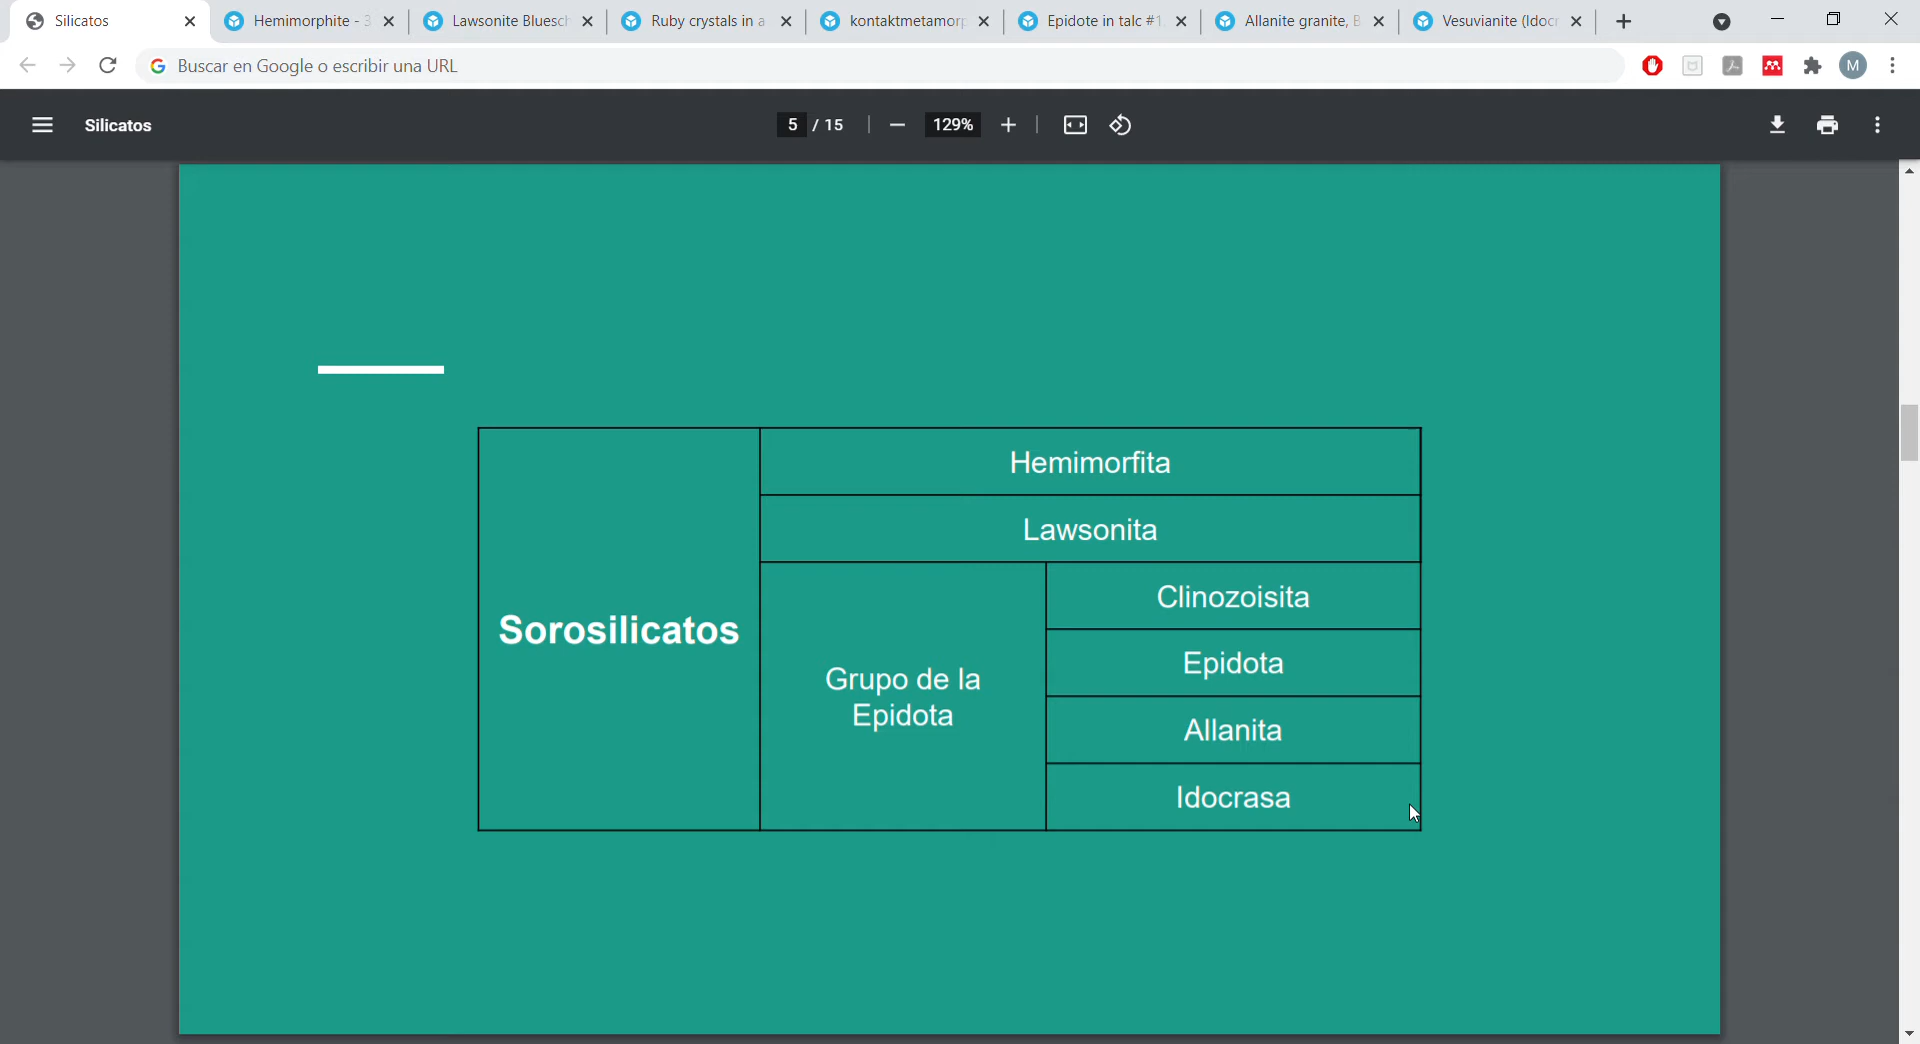 Silicatos
Hemimorphite - 3
Lawsonite Bluesch
Ruby crystals in a
kontaktmetamorp
Epidote in talc #1
Allanite granite, B
Vesuvianite (Idocr
Buscar en Google o escribir una URL
M
Silicatos
5 / 15
129%
Hemimorfita
Lawsonita
Clinozoisita
Sorosilicatos
Epidota
Grupo de la
Epidota
Allanita
Idocrasa